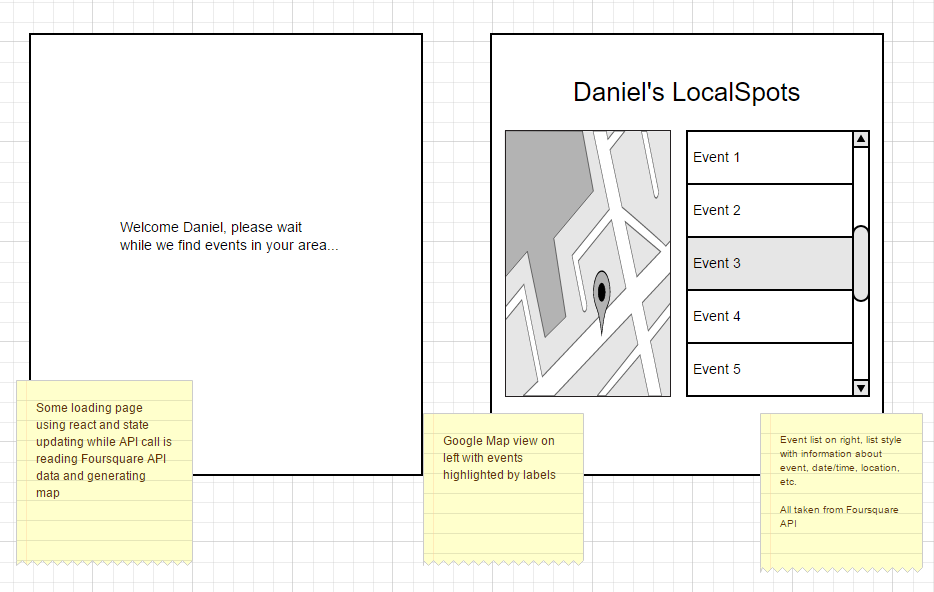 Welcome Daniel, please wait
while we find events in your area...
Some loading page
using react and state
updating while API call is
reading Foursquare API
data and generating
map
Daniel's LocalSpots
Event 1
Event 2
Event 3
Event 4
Event 5
Google Map view on
left with events
highlighted by labels
Event list on right, list style
with information about
event, date/time, location,
etc.
All taken from Foursquare
API